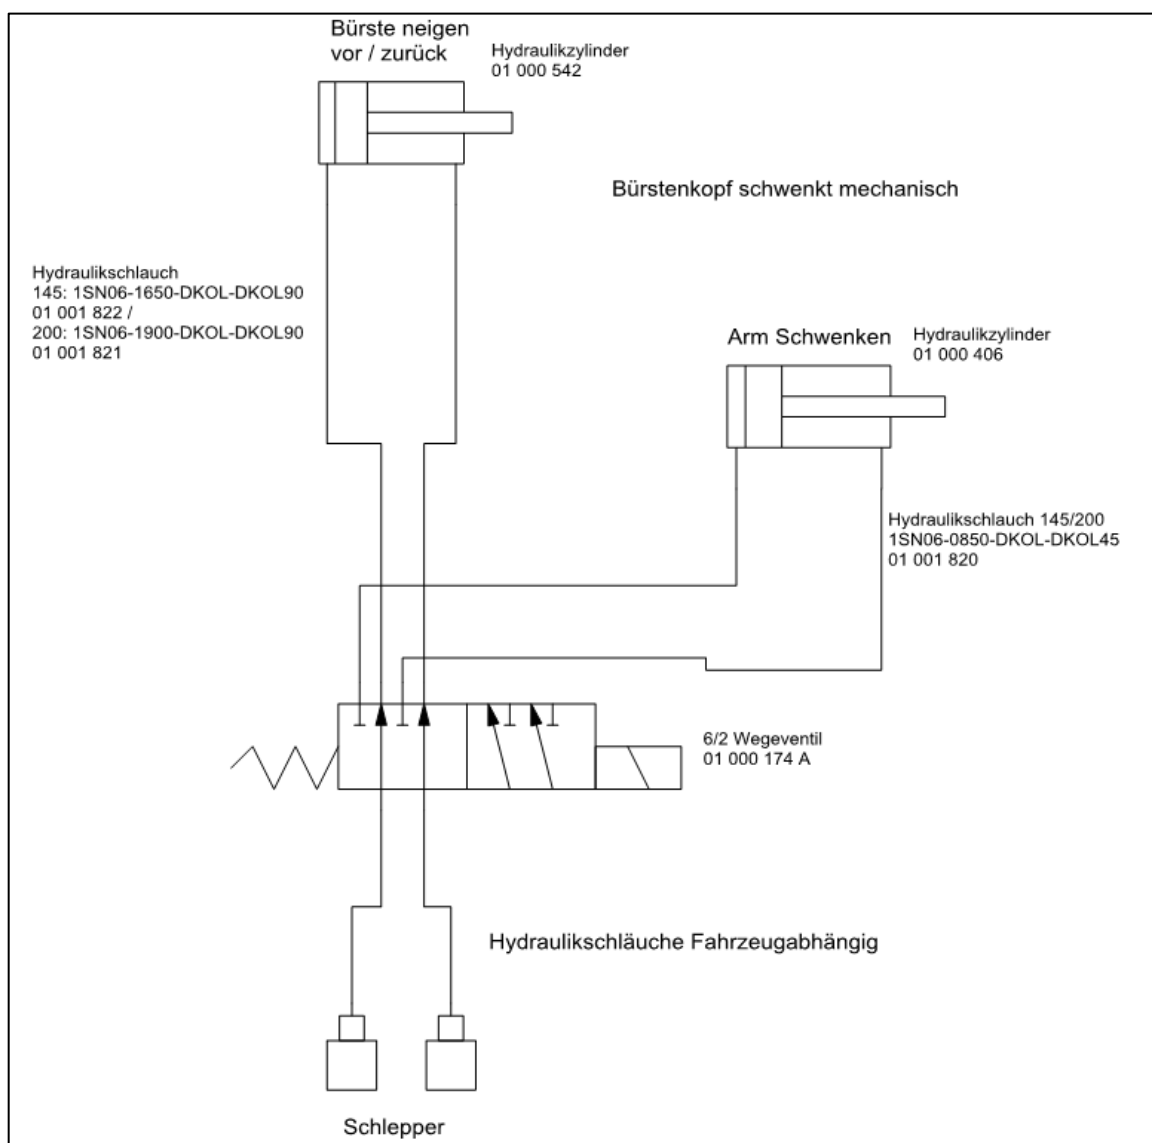 Bürste neigen
vor / zurück
Hydraulikzylinder
01 000 542
Bürstenkopf schwenkt mechanisch
Hydraulikschlauch
145: 1SN06-1650-DKOL-DKOL90
01 001 822 /
200: 1SN06-1900-DKOL-DKOL90
01 001 821
Arm Schwenken
Hydraulikzylinder
01 000 406
Hydraulikschlauch 145/200
1SN06-0850-DKOL-DKOL45
01 001 820
6/2 Wegeventil
01 000 174 A
Hydraulikschläuche Fahrzeugabhängig
Schlepper